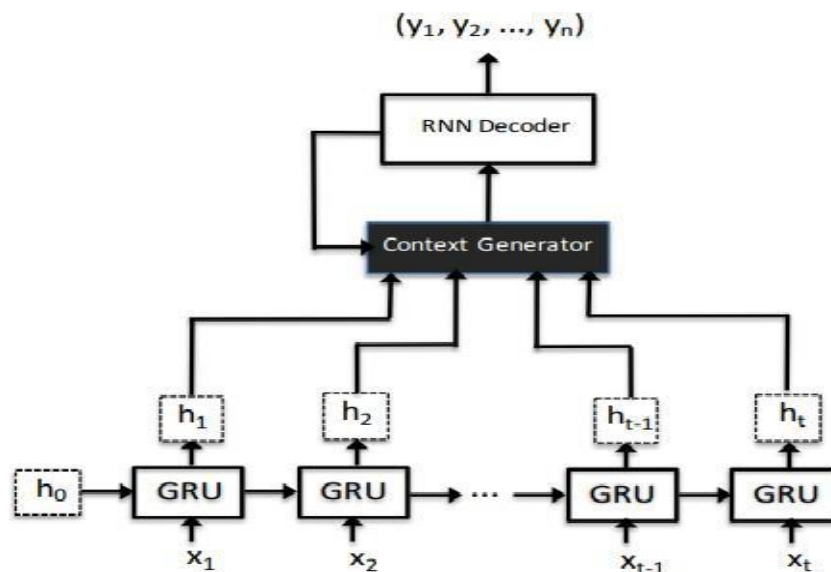 (y₁, y₂, ..., yₙ)
RNN Decoder
Context Generator
h₁ h₂ hₜ₋₁ hₜ
h₀ GRU GRU ... GRU GRU
x₁ x₂ xₜ₋₁ xₜ